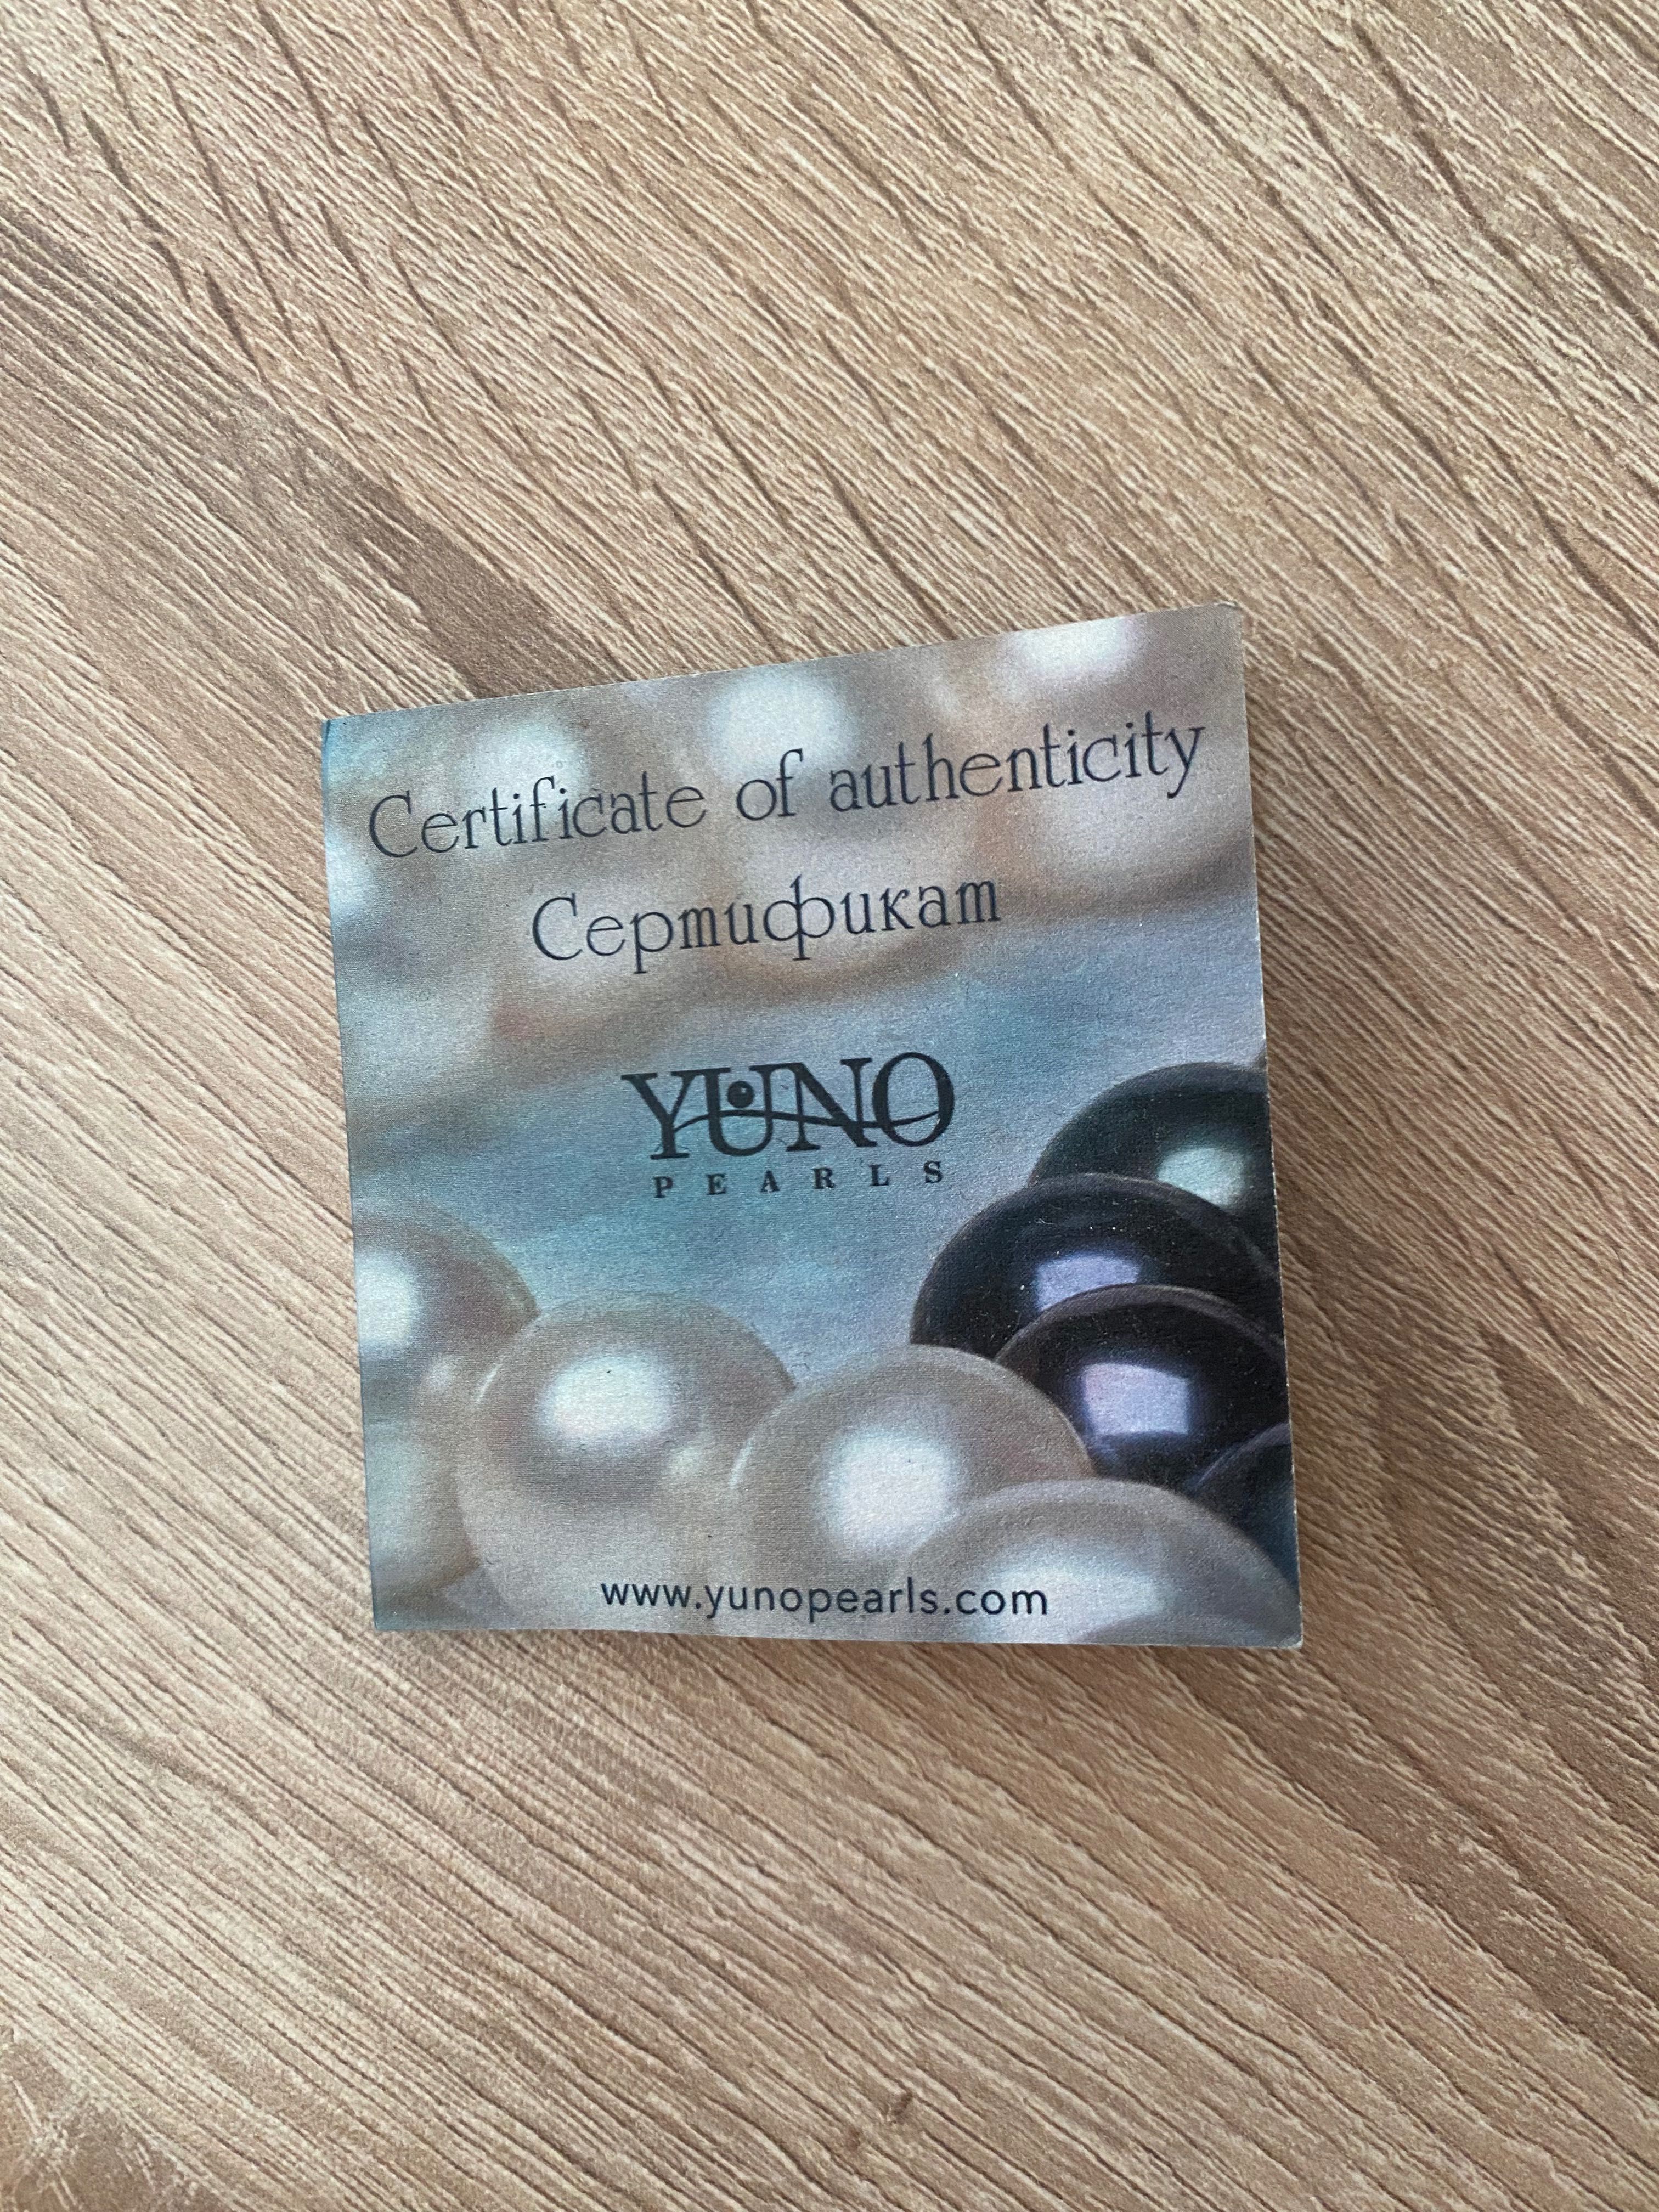 Certificate of authenticity
Сертификат
YUNO
PEARLS
www.yunopearls.com